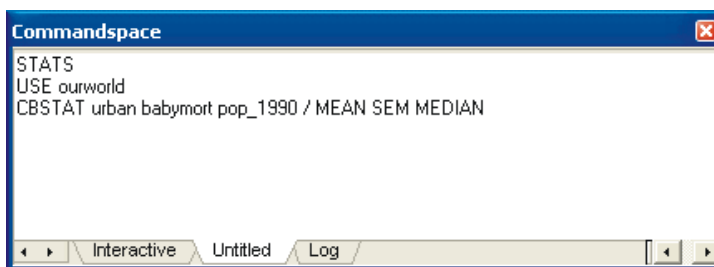 Commandspace
STATS
USE ourworld
CBSTAT urban babymort pop_1990 / MEAN SEM MEDIAN
Interactive Untitled Log